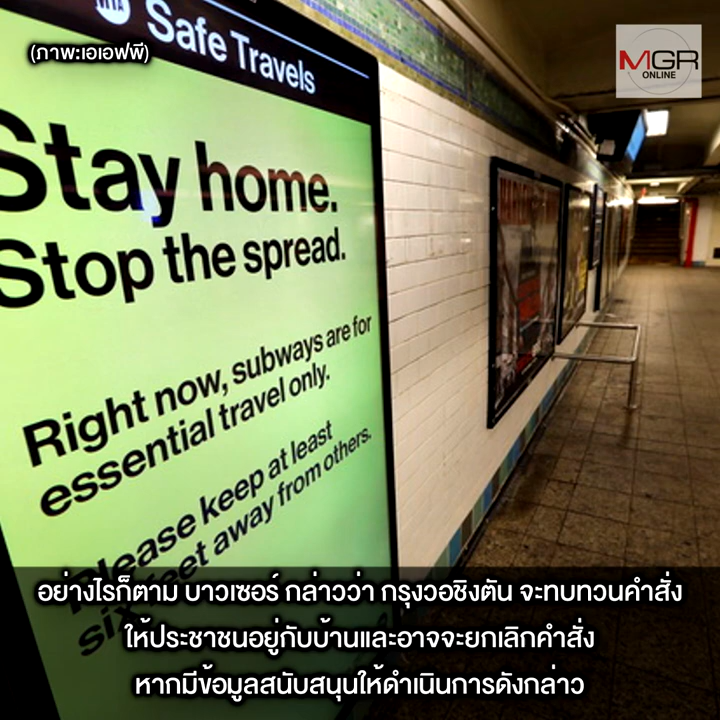 (ภาพ:เอเอฟพี)
MGR
ONLINE
MTA
Safe Travels
Stay home.
Stop the spread.
Right now, subways are for
essential travel only.
Please keep at least
six feet away from others.
อย่างไรก็ตาม บาวเซอร์ กล่าวว่า กรุงวอชิงตัน จะทบทวนคำสั่ง
ให้ประชาชนอยู่กับบ้านและอาจจะยกเลิกคำสั่ง
หากมีข้อมูลสนับสนุนให้ดำเนินการดังกล่าว